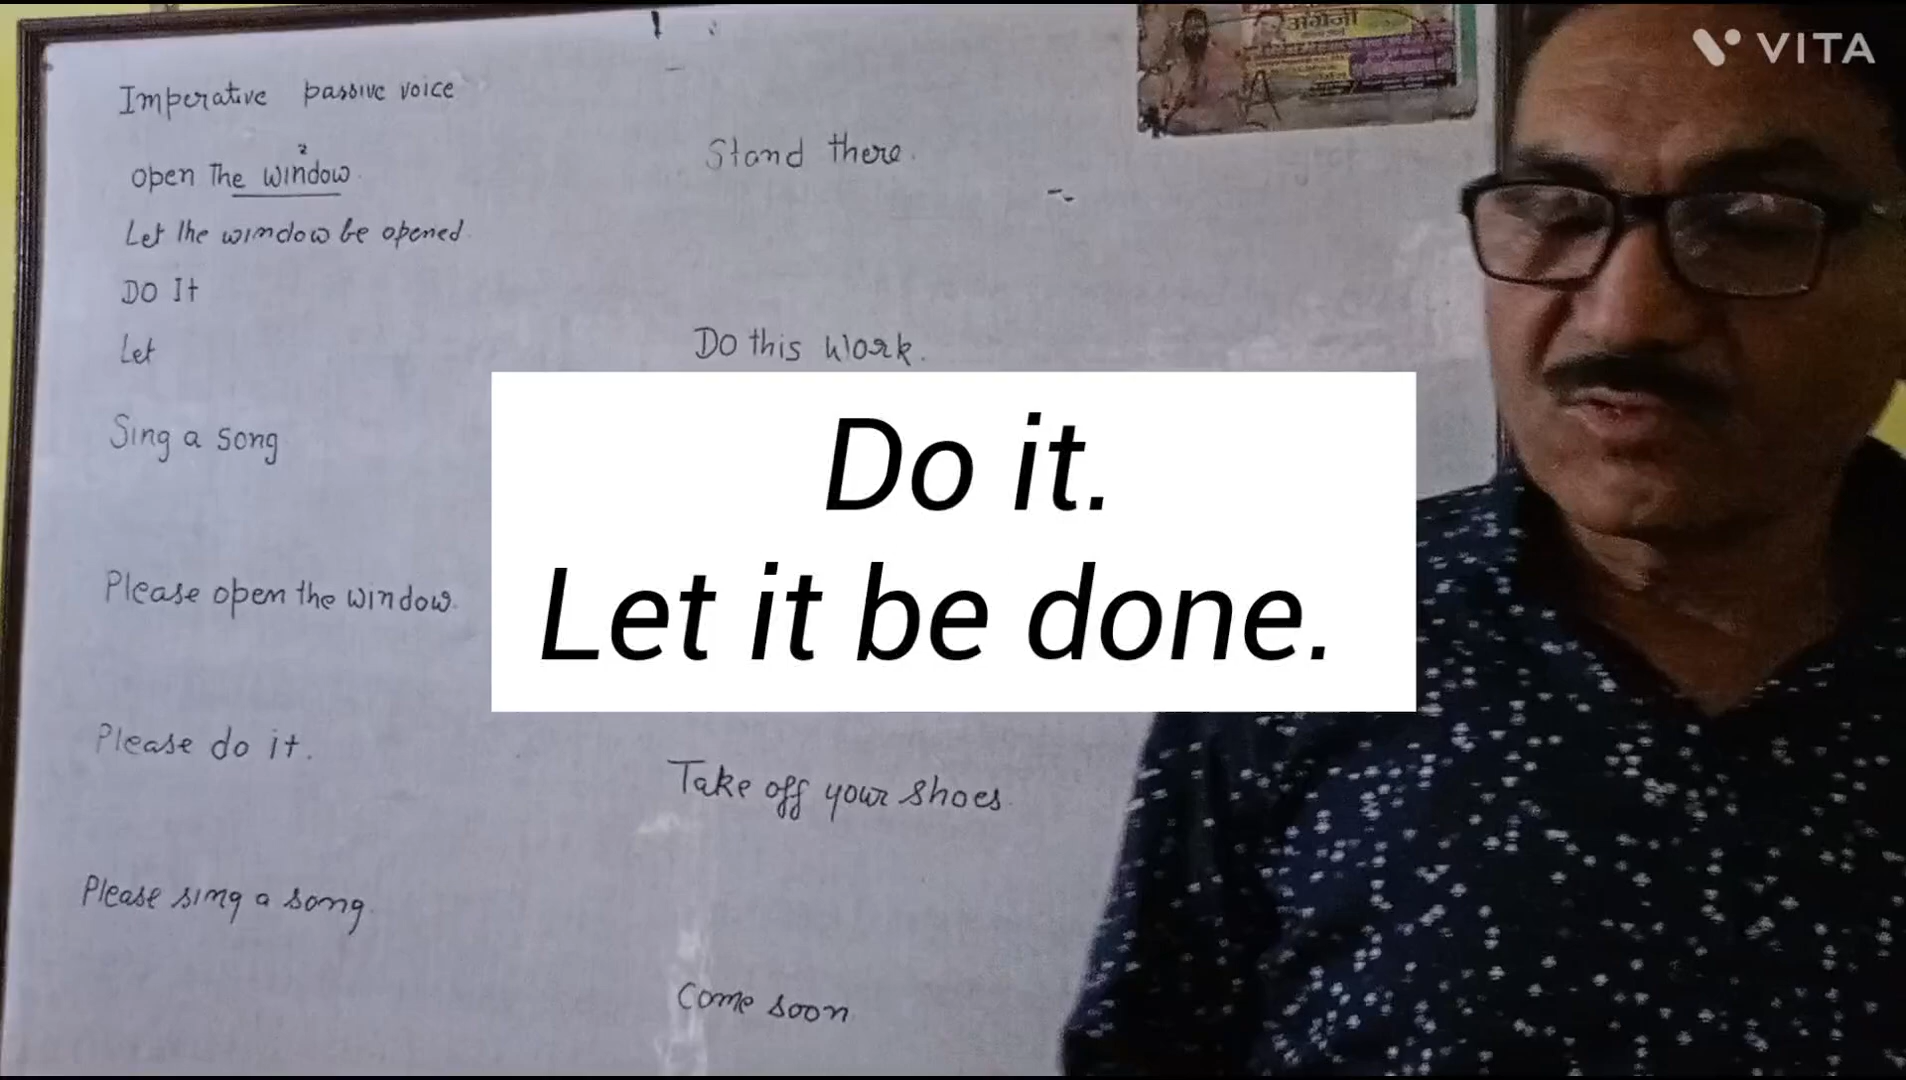 Imperative passive voice
open The window.
Let the window be opened.
DO It
Let
Sing a song
Please open the window.
Please do it.
Please sing a song.
Stand there.
Do this work.
Do it.
Let it be done.
Take off your shoes.
Come soon
अंग्रेजी
VITA